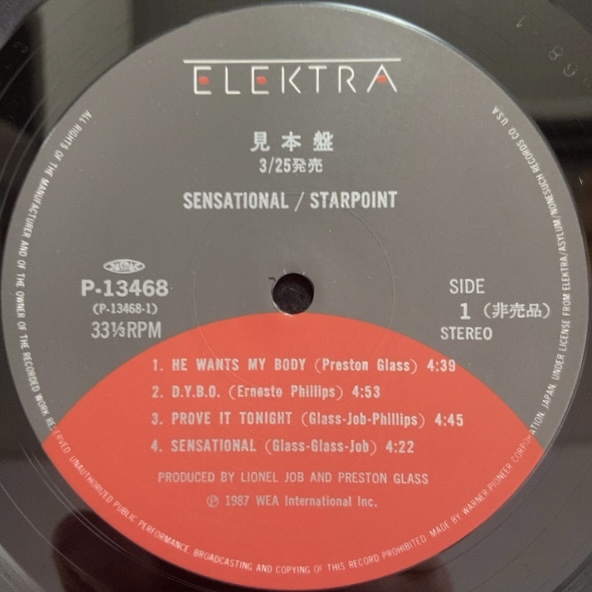 ELEKTRA
見本盤
3/25発売
SENSATIONAL / STARPOINT
JASRAC
P-13468
(P-13468-1)
33⅓RPM
SIDE
1 (非売品)
STEREO
1. HE WANTS MY BODY (Preston Glass) 4:39
2. D.Y.B.O. (Ernesto Phillips) 4:53
3. PROVE IT TONIGHT (Glass-Job-Phillips) 4:45
4. SENSATIONAL (Glass-Glass-Job) 4:22
PRODUCED BY LIONEL JOB AND PRESTON GLASS
℗ 1987 WEA International Inc.
ALL RIGHTS OF THE MANUFACTURER AND OF THE OWNER OF THE RECORDED WORK RESERVED. UNAUTHORIZED PUBLIC PERFORMANCE, BROADCASTING AND COPYING OF THIS RECORD PROHIBITED. MADE BY WARNER-PIONEER CORPORATION, JAPAN, UNDER LICENSE FROM ELEKTRA/ASYLUM/NONESUCH RECORDS CO. U.S.A.